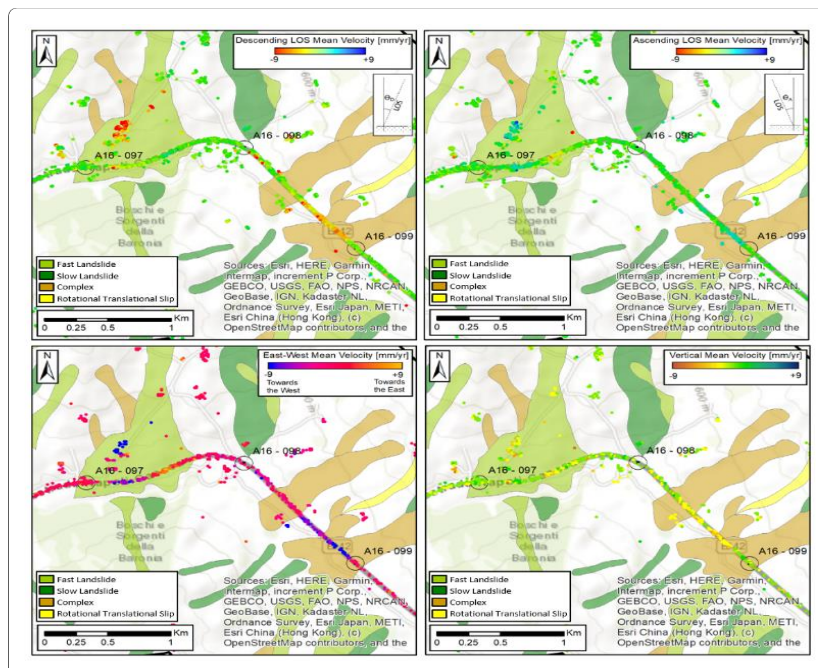 Descending LOS Mean Velocity [mm/yr]
-9
+9
N
600 m
LOS
A16 - 098
A16 - 097
Boschi e
Sorgenti
della
Baronia
A16 - 099
Fast Landslide
Slow Landslide
Complex
Rotational Translational Slip
Km
0
0.25
0.5
1
Sources: Esri, HERE, Garmin,
Intermap, increment P Corp.,
GEBCO, USGS, FAO, NPS, NRCAN,
GeoBase, IGN, Kadaster NL,
Ordnance Survey, Esri Japan, METI,
Esri China (Hong Kong), (c)
OpenStreetMap contributors, and the
Ascending LOS Mean Velocity [mm/yr]
-9
+9
N
600 m
LOS
A16 - 098
A16 - 097
Boschi e
Sorgenti
della
Baronia
A16 - 099
Fast Landslide
Slow Landslide
Complex
Rotational Translational Slip
Km
0
0.25
0.5
1
Sources: Esri, HERE, Garmin,
Intermap, increment P Corp.,
GEBCO, USGS, FAO, NPS, NRCAN,
GeoBase, IGN, Kadaster NL,
Ordnance Survey, Esri Japan, METI,
Esri China (Hong Kong), (c)
OpenStreetMap contributors, and the
East-West Mean Velocity [mm/yr]
-9
+9
Towards the West
Towards the East
N
600 m
A16 - 098
A16 - 097
Boschi e
Sorgenti
della
Baronia
A16 - 099
Fast Landslide
Slow Landslide
Complex
Rotational Translational Slip
Km
0
0.25
0.5
1
Sources: Esri, HERE, Garmin,
Intermap, increment P Corp.,
GEBCO, USGS, FAO, NPS, NRCAN,
GeoBase, IGN, Kadaster NL,
Ordnance Survey, Esri Japan, METI,
Esri China (Hong Kong), (c)
OpenStreetMap contributors, and the
Vertical Mean Velocity [mm/yr]
-9
+9
N
600 m
A16 - 098
A16 - 097
Boschi e
Sorgenti
della
Baronia
A16 - 099
Fast Landslide
Slow Landslide
Complex
Rotational Translational Slip
Km
0
0.25
0.5
1
Sources: Esri, HERE, Garmin,
Intermap, increment P Corp.,
GEBCO, USGS, FAO, NPS, NRCAN,
GeoBase, IGN, Kadaster NL,
Ordnance Survey, Esri Japan, METI,
Esri China (Hong Kong), (c)
OpenStreetMap contributors, and the